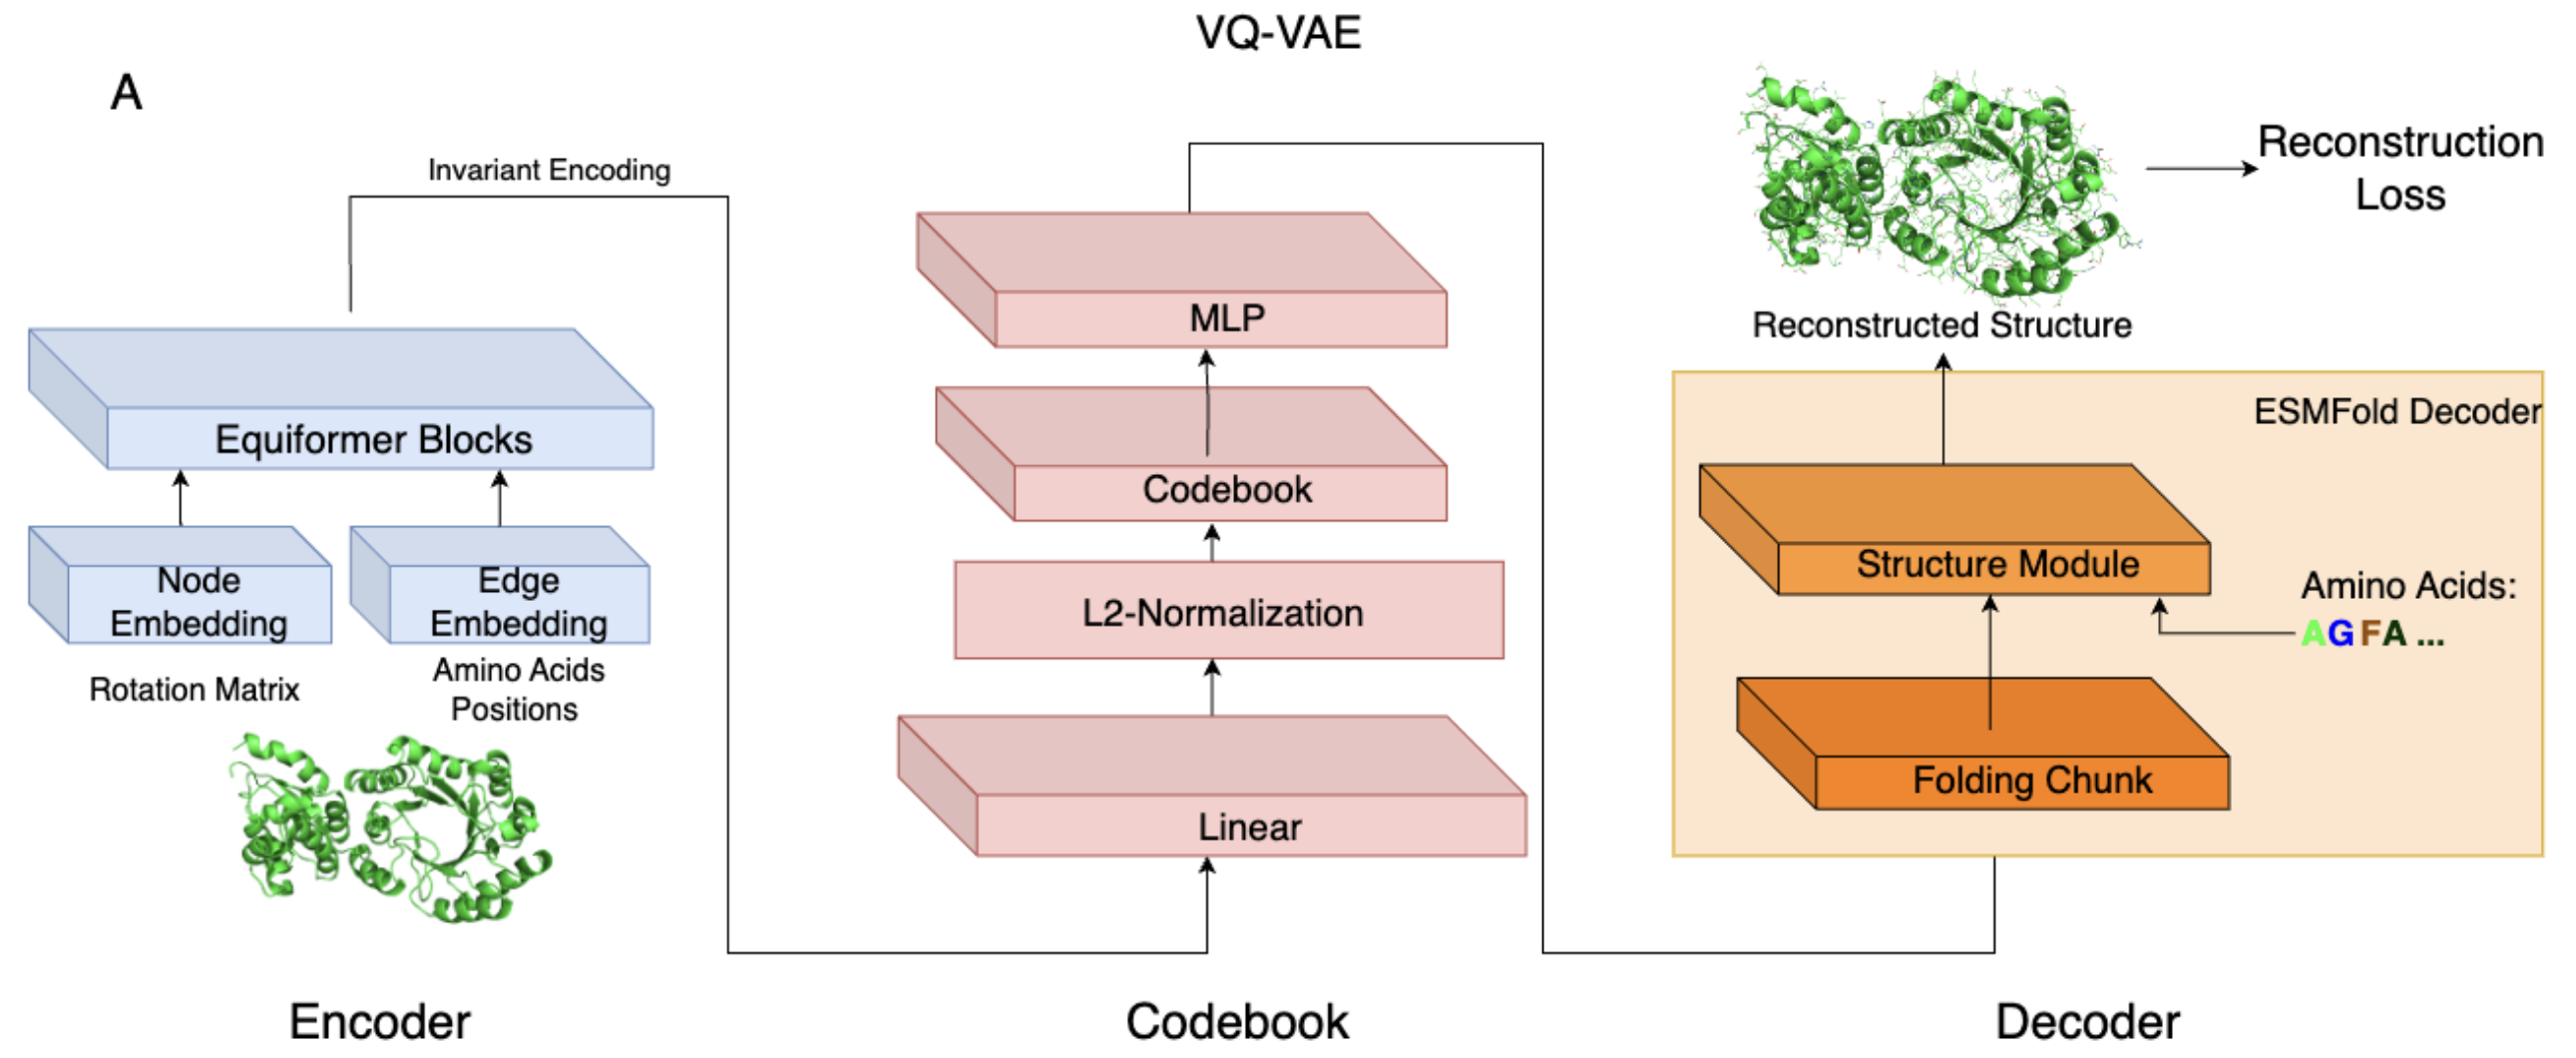 VQ-VAE
A
Invariant Encoding
Equiformer Blocks
Node
Embedding
Edge
Embedding
Rotation Matrix
Amino Acids
Positions
Encoder
MLP
Codebook
L2-Normalization
Linear
Codebook
Reconstruction
Loss
Reconstructed Structure
ESMFold Decoder
Structure Module
Amino Acids:
AGFA ...
Folding Chunk
Decoder